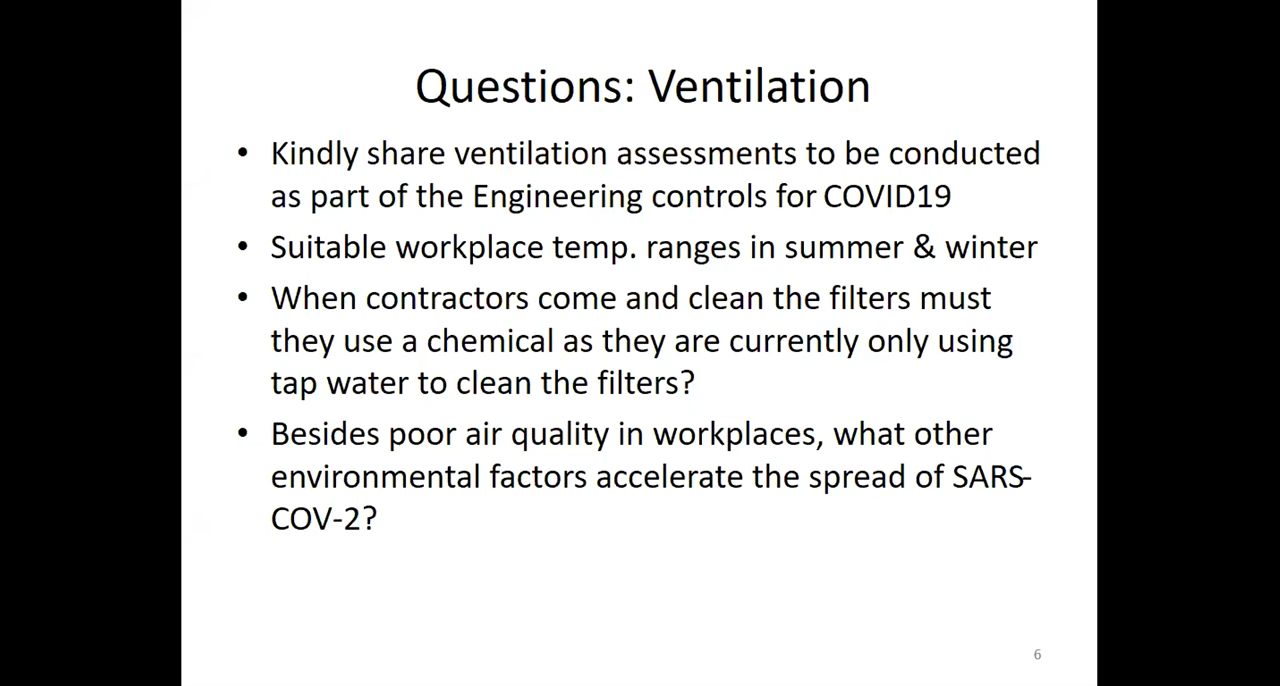 Questions: Ventilation
• Kindly share ventilation assessments to be conducted
as part of the Engineering controls for COVID19
• Suitable workplace temp. ranges in summer & winter
• When contractors come and clean the filters must
they use a chemical as they are currently only using
tap water to clean the filters?
• Besides poor air quality in workplaces, what other
environmental factors accelerate the spread of SARS-
COV-2?
6